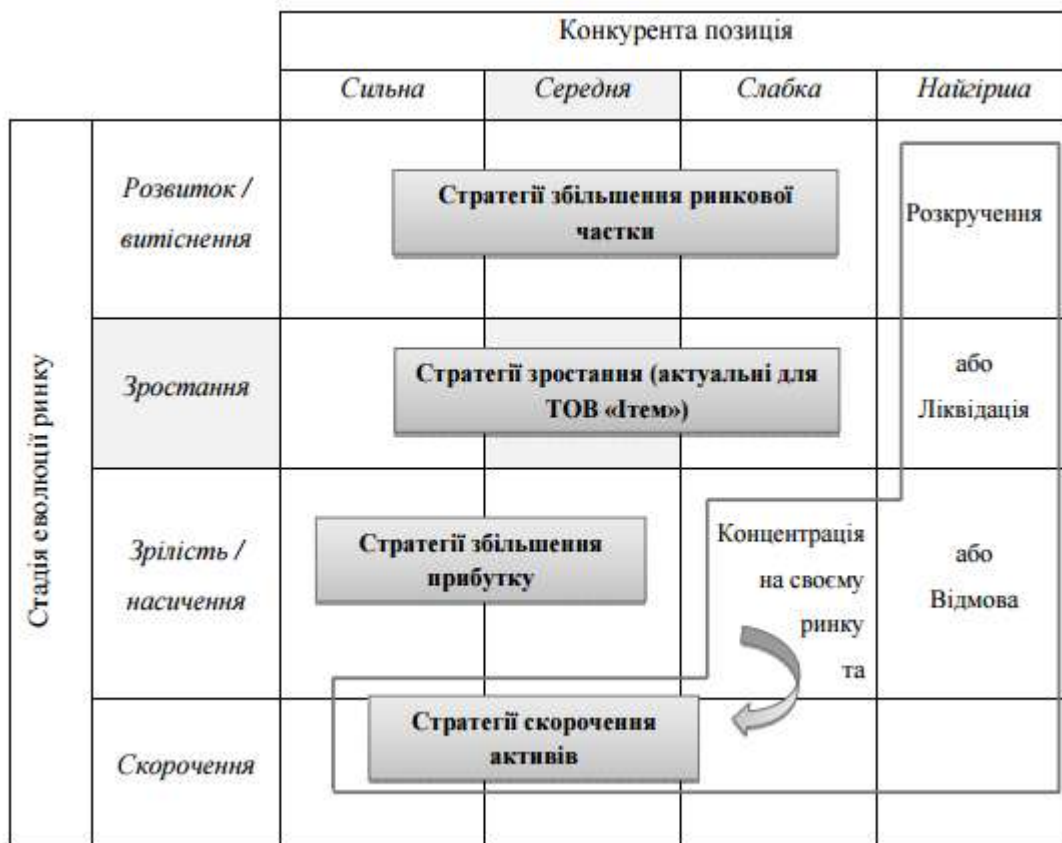 Конкурента позиція
Сильна
Середня
Слабка
Найгірша
Стадія еволюції ринку
Розвиток /
витіснення
Стратегії збільшення ринкової
частки
Розкручення
Зростання
Стратегії зростання (актуальні для
ТОВ «Ітем»)
або
Ліквідація
Зрілість /
насичення
Стратегії збільшення
прибутку
Концентрація
на своєму
ринку
та
або
Відмова
Скорочення
Стратегії скорочення
активів